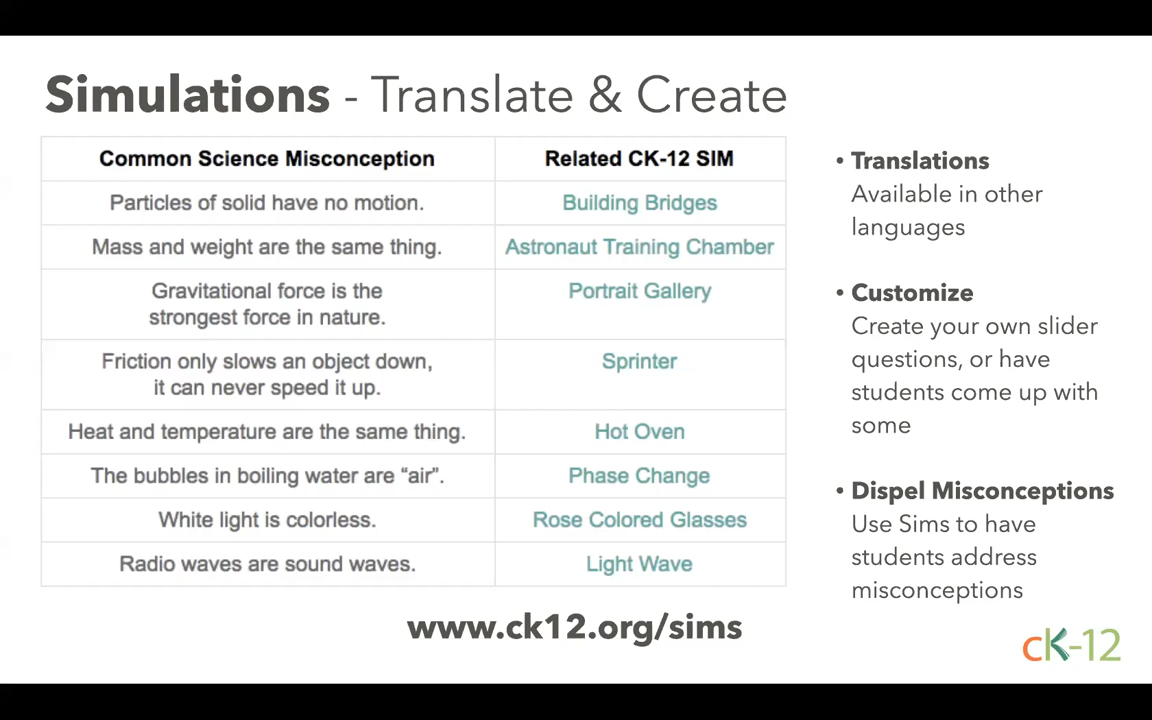 Simulations - Translate & Create
Common Science Misconception
Related CK-12 SIM
Particles of solid have no motion.
Building Bridges
Mass and weight are the same thing.
Astronaut Training Chamber
Gravitational force is the
strongest force in nature.
Portrait Gallery
Friction only slows an object down,
it can never speed it up.
Sprinter
Heat and temperature are the same thing.
Hot Oven
The bubbles in boiling water are “air”.
Phase Change
White light is colorless.
Rose Colored Glasses
Radio waves are sound waves.
Light Wave
• Translations
Available in other
languages
• Customize
Create your own slider
questions, or have
students come up with
some
• Dispel Misconceptions
Use Sims to have
students address
misconceptions
www.ck12.org/sims
cK-12